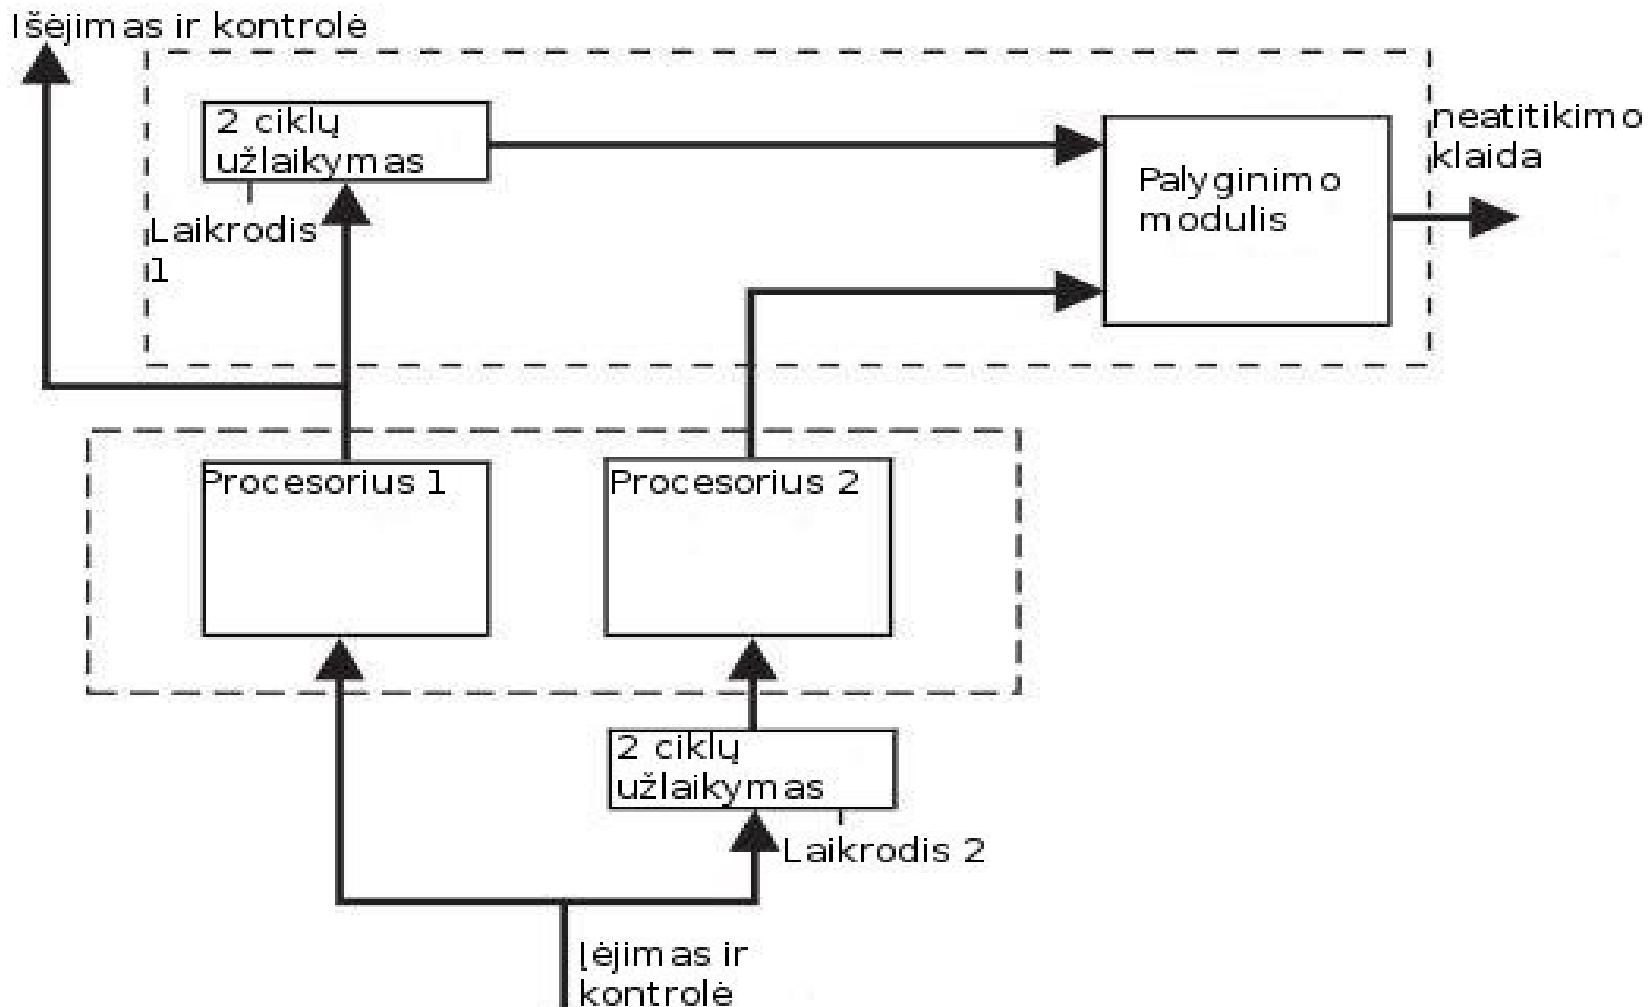 Išėjimas ir kontrolė
2 ciklų
užlaikymas
Laikrodis
1
Palyginimo
modulis
neatitikimo
klaida
Procesorius 1
Procesorius 2
2 ciklų
užlaikymas
Laikrodis 2
Įėjimas ir
kontrolė